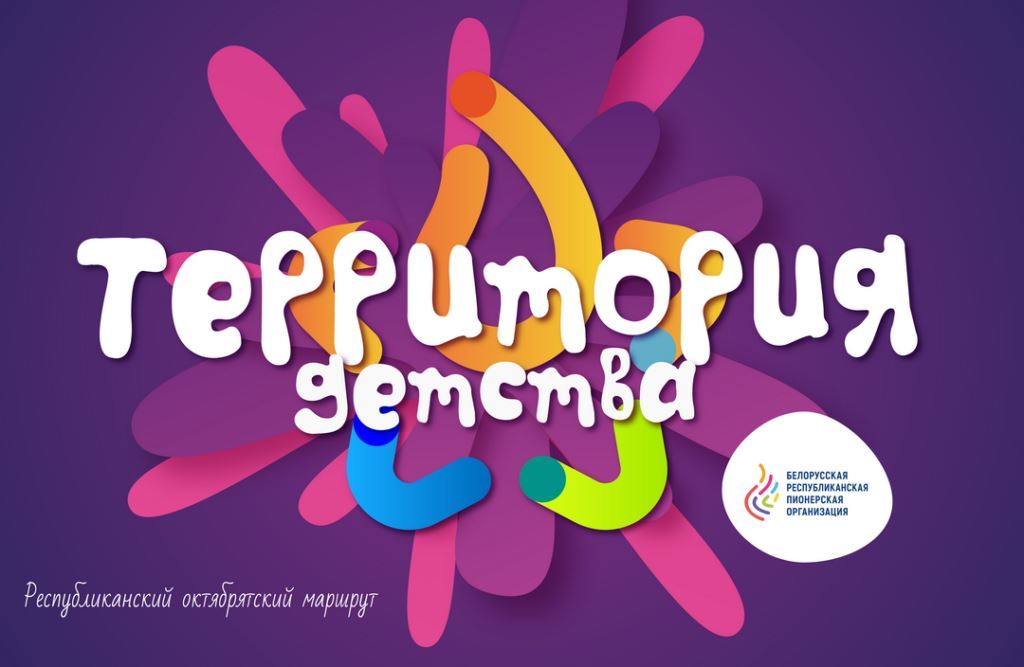 Территория
детства
БЕЛОРУССКАЯ
РЕСПУБЛИКАНСКАЯ
ПИОНЕРСКАЯ
ОРГАНИЗАЦИЯ
Республиканский октябрятский маршрут